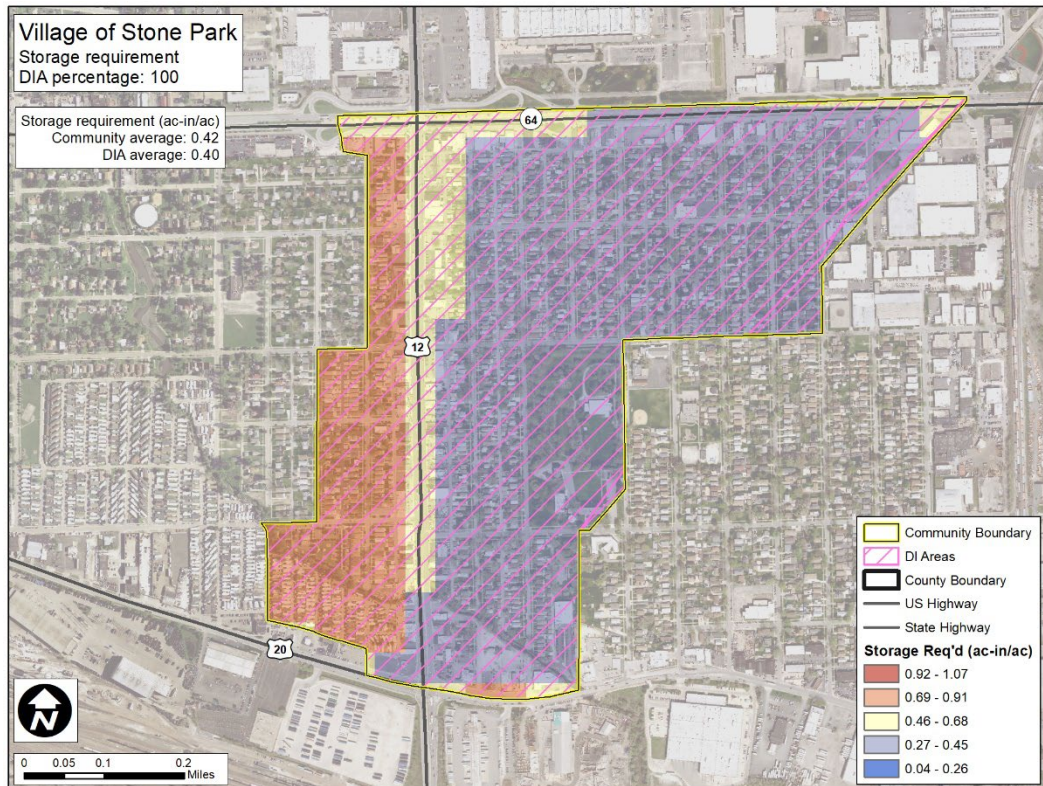 Village of Stone Park
Storage requirement
DIA percentage: 100
Storage requirement (ac-in/ac)
Community average: 0.42
DIA average: 0.40
64
12
20
N
0 0.05 0.1 0.2
Miles
Community Boundary
DI Areas
County Boundary
US Highway
State Highway
Storage Req'd (ac-in/ac)
0.92 - 1.07
0.69 - 0.91
0.46 - 0.68
0.27 - 0.45
0.04 - 0.26